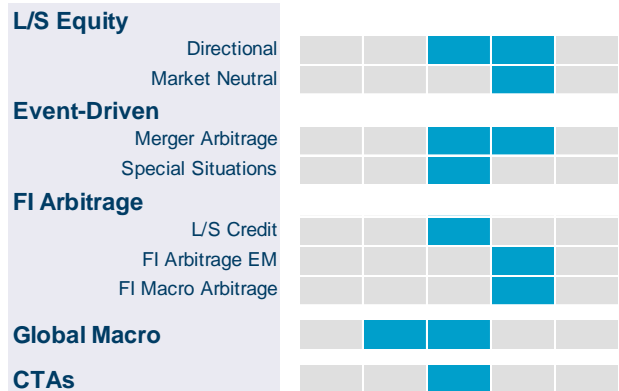 L/S Equity
Directional
Market Neutral
Event-Driven
Merger Arbitrage
Special Situations
FI Arbitrage
L/S Credit
FI Arbitrage EM
FI Macro Arbitrage
Global Macro
CTAs